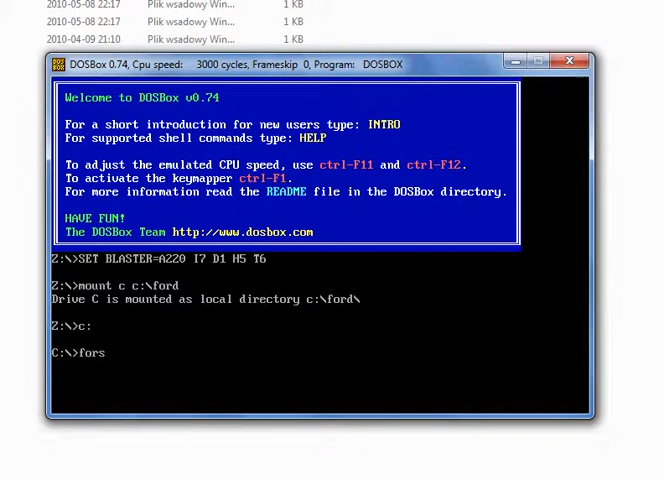 2010-05-08 22:17 Plik wsadowy Win... 1 KB
2010-05-08 22:17 Plik wsadowy Win... 1 KB
2010-04-09 21:10 Plik wsadowy Win... 1 KB
DOS BOX DOSBox 0.74, Cpu speed: 3000 cycles, Frameskip 0, Program: DOSBOX
Welcome to DOSBox v0.74
For a short introduction for new users type: INTRO
For supported shell commands type: HELP
To adjust the emulated CPU speed, use ctrl-F11 and ctrl-F12.
To activate the keymapper ctrl-F1.
For more information read the README file in the DOSBox directory.
HAVE FUN!
The DOSBox Team http://www.dosbox.com
Z:\>SET BLASTER=A220 I7 D1 H5 T6
Z:\>mount c c:\ford
Drive C is mounted as local directory c:\ford\
Z:\>c:
C:\>fors